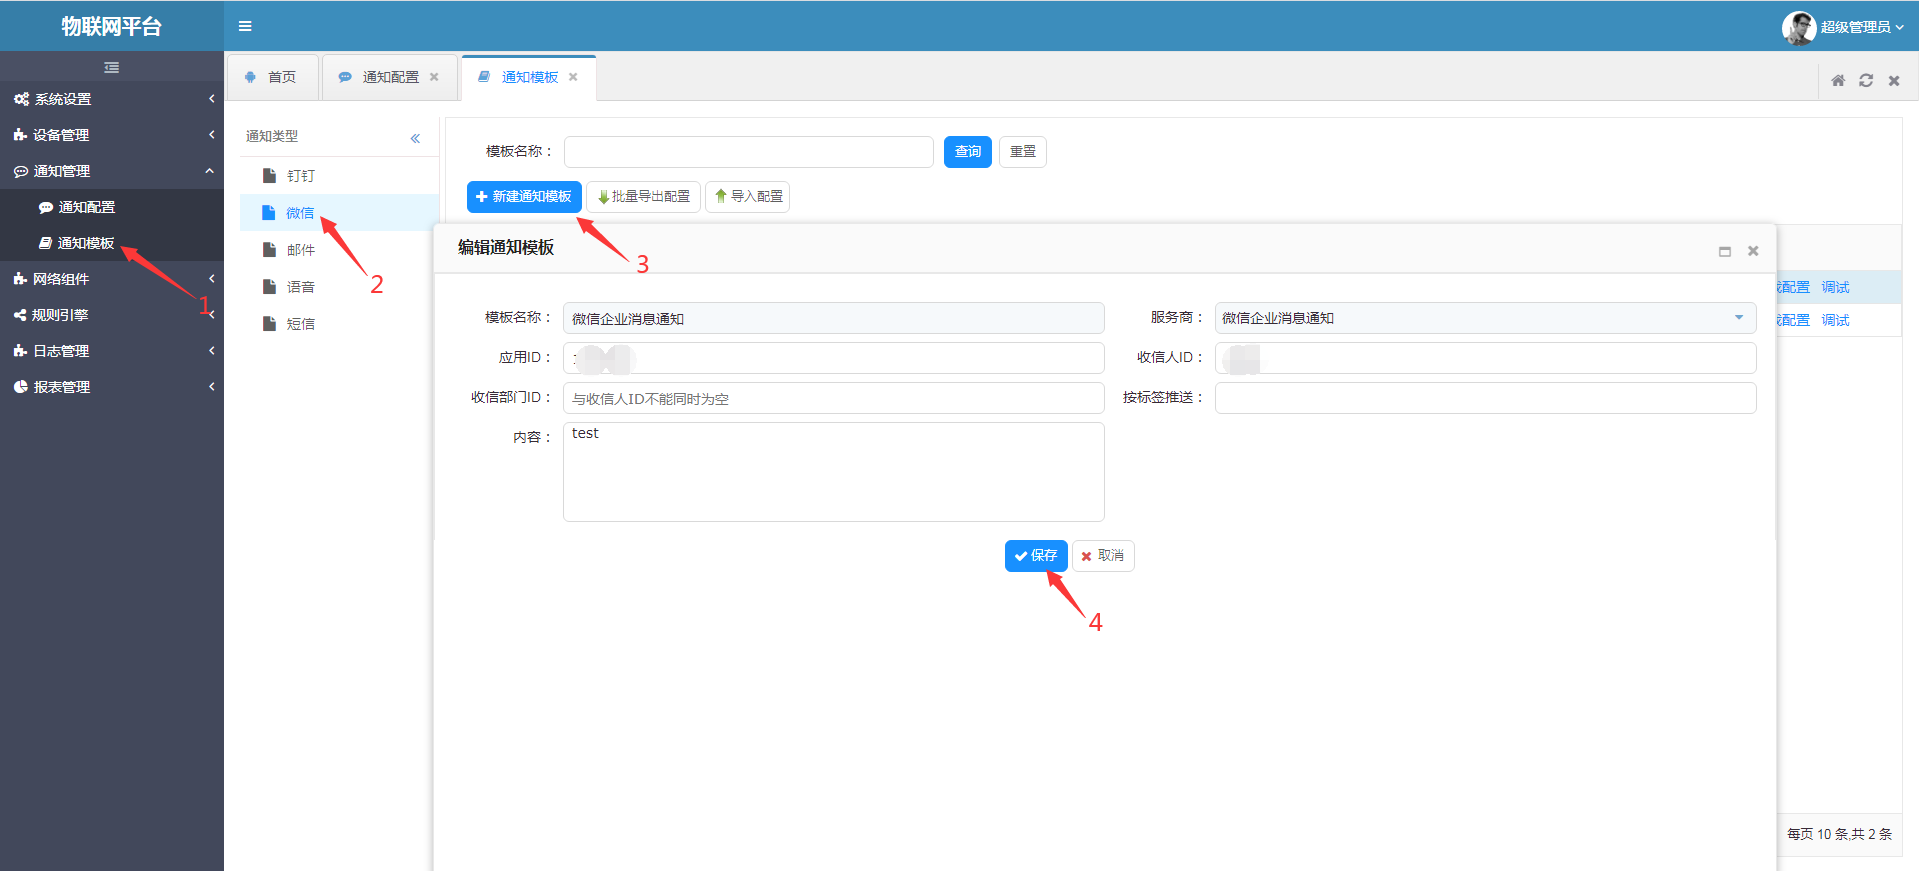 物联网平台
超级管理员
首页
通知配置
通知模板
系统设置
设备管理
通知管理
通知配置
通知模板
网络组件
规则引擎
日志管理
报表管理
1
通知类型
钉钉
微信
邮件
语音
短信
2
模板名称：
查询
重置
新建通知模板
批量导出配置
导入配置
3
编辑通知模板
配置 调试
配置 调试
模板名称：
微信企业消息通知
服务商：
微信企业消息通知
应用ID：
收信人ID：
收信部门ID：
与收信人ID不能同时为空
按标签推送：
内容：
test
保存
取消
4
每页 10 条,共 2 条